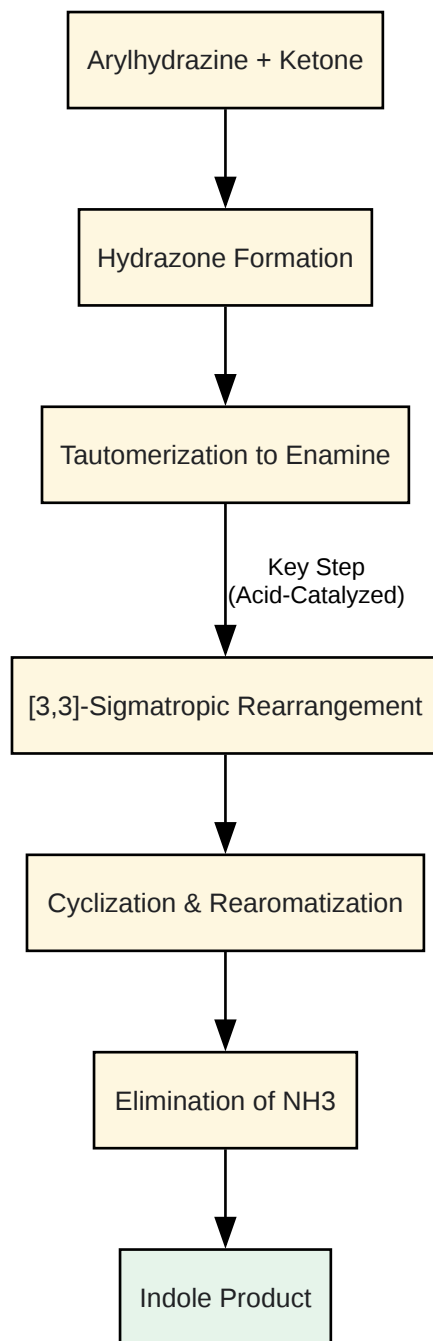 Arylhydrazine + Ketone
Hydrazone Formation
Tautomerization to Enamine
Key Step
(Acid-Catalyzed)
[3,3]-Sigmatropic Rearrangement
Cyclization & Rearomatization
Elimination of NH3
Indole Product